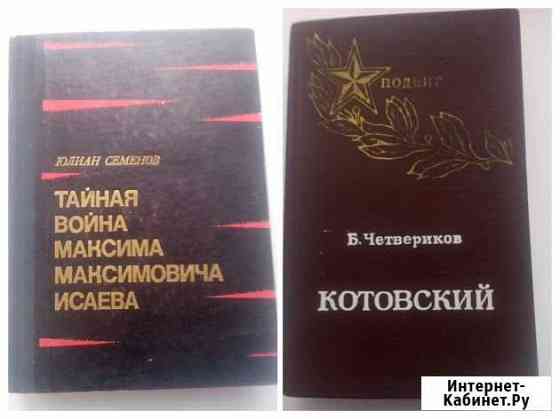 ЮЛИАН СЕМЕНОВ
ТАЙНАЯ
ВОЙНА
МАКСИМА
МАКСИМОВИЧА
ИСАЕВА
ПОДВИГ
Б. Четвериков
КОТОВСКИЙ
Интернет-
Кабинет.Ру